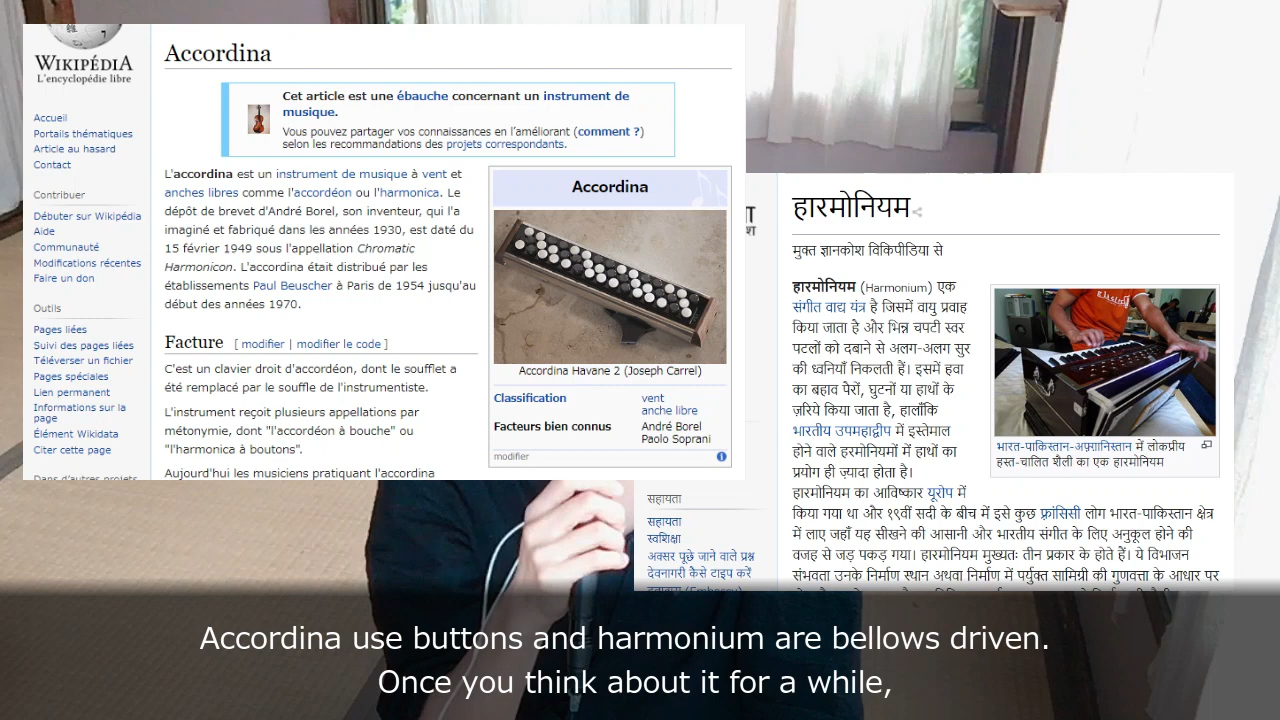 WIKIPÉDIA
L'encyclopédie libre
Accueil
Portails thématiques
Article au hasard
Contact
Contribuer
Débuter sur Wikipédia
Aide
Communauté
Modifications récentes
Faire un don
Outils
Pages liées
Suivi des pages liées
Téléverser un fichier
Pages spéciales
Lien permanent
Informations sur la
page
Élément Wikidata
Citer cette page
Dans d'autres projets
Accordina
Cet article est une ébauche concernant un instrument de
musique.
Vous pouvez partager vos connaissances en l'améliorant (comment ?)
selon les recommandations des projets correspondants.
L'accordina est un instrument de musique à vent et
anches libres comme l'accordéon ou l'harmonica. Le
dépôt de brevet d'André Borel, son inventeur, qui l'a
imaginé et fabriqué dans les années 1930, est daté du
15 février 1949 sous l'appellation Chromatic
Harmonicon. L'accordina était distribué par les
établissements Paul Beuscher à Paris de 1954 jusqu'au
début des années 1970.
Facture [ modifier | modifier le code ]
C'est un clavier droit d'accordéon, dont le soufflet a
été remplacé par le souffle de l'instrumentiste.
L'instrument reçoit plusieurs appellations par
métonymie, dont "l'accordéon à bouche" ou
"l'harmonica à boutons".
Aujourd'hui les musiciens pratiquant l'accordina
Accordina
Accordina Havane 2 (Joseph Carrel)
Classification vent
anche libre
Facteurs bien connus André Borel
Paolo Soprani
modifier
हारमोनियम
मुक्त ज्ञानकोश विकिपीडिया से
हारमोनियम (Harmonium) एक
संगीत वाद्य यंत्र है जिसमें वायु प्रवाह
किया जाता है और भिन्न चपटी स्वर
पटलों को दबाने से अलग-अलग सुर
की ध्वनियाँ निकलती हैं। इसमें हवा
का बहाव पैरों, घुटनों या हाथों के
ज़रिये किया जाता है, हालाँकि
भारतीय उपमहाद्वीप में इस्तेमाल
होने वाले हरमोनियमों में हाथों का
प्रयोग ही ज़्यादा होता है।
हारमोनियम का आविष्कार यूरोप में
किया गया था और १९वीं सदी के बीच में इसे कुछ फ़्रांसिसी लोग भारत-पाकिस्तान क्षेत्र
में लाए जहाँ यह सीखने की आसानी और भारतीय संगीत के लिए अनुकूल होने की
वजह से जड़ पकड़ गया। हारमोनियम मुख्यतः तीन प्रकार के होते हैं। ये विभाजन
संभवता उनके निर्माण स्थान अथवा निर्माण में पर्युक्त सामिग्री की गुणवत्ता के आधार पर
भारत-पाकिस्तान-अफ़्ग़ानिस्तान में लोकप्रीय
हस्त-चालित शैली का एक हारमोनियम
सहायता
सहायता
स्वशिक्षा
अक्सर पूछे जाने वाले प्रश्न
देवनागरी कैसे टाइप करें
Accordina use buttons and harmonium are bellows driven.
Once you think about it for a while,